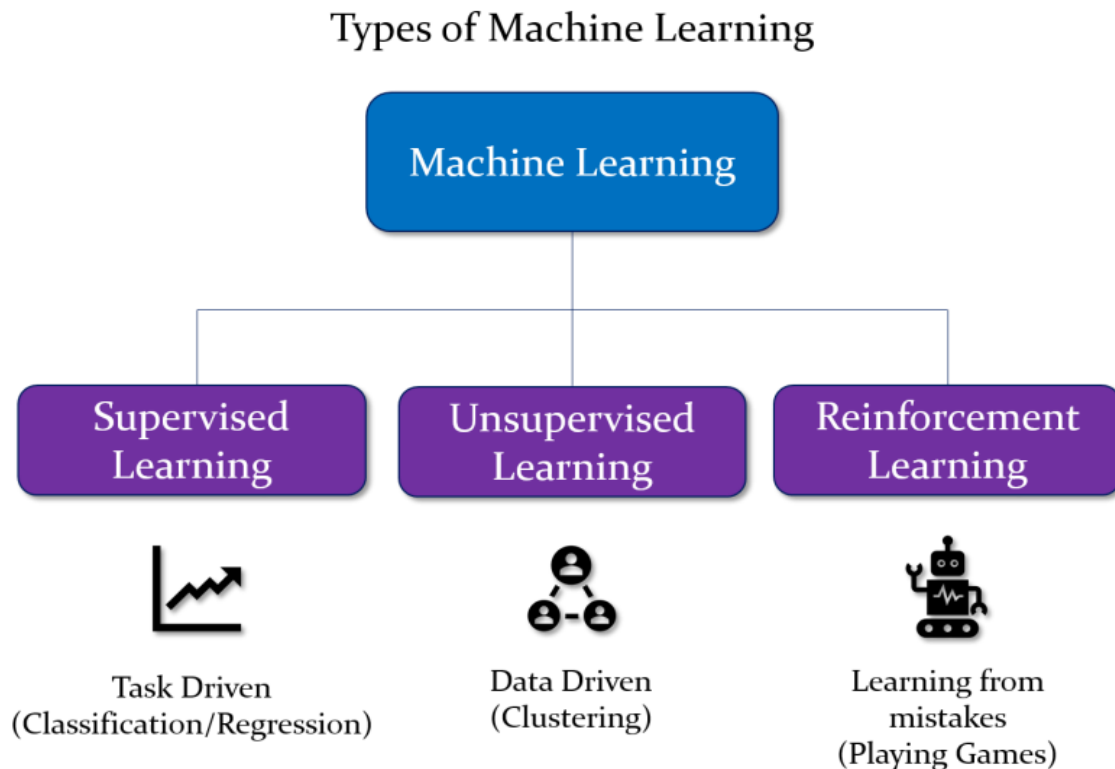 Types of Machine Learning
Machine Learning
Supervised
Learning
Unsupervised
Learning
Reinforcement
Learning
Task Driven
(Classification/Regression)
Data Driven
(Clustering)
Learning from
mistakes
(Playing Games)